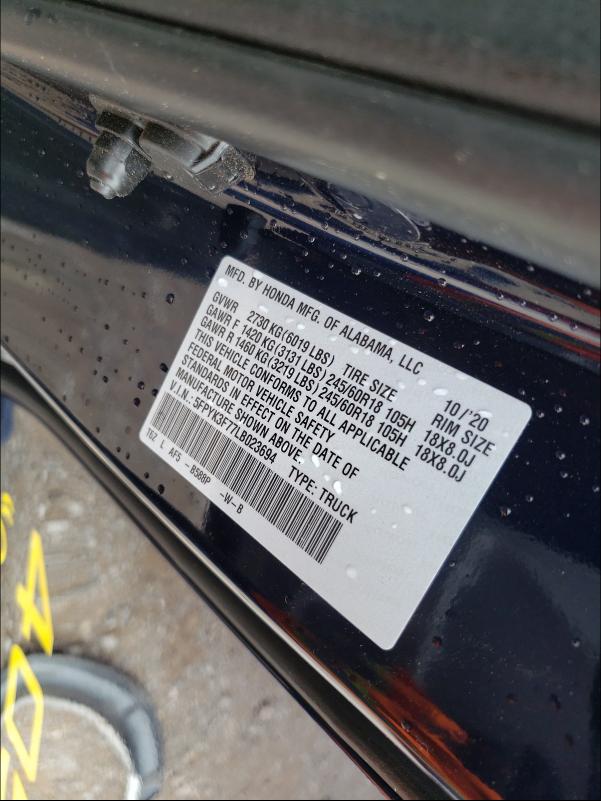 MFD. BY HONDA MFG. OF ALABAMA, LLC 10/'20
GVWR 2730 KG(6019 LBS) TIRE SIZE RIM SIZE
GAWR F 1420 KG(3131 LBS) 245/60R18 105H 18X8.0J
GAWR R 1460 KG(3219 LBS) 245/60R18 105H 18X8.0J
THIS VEHICLE CONFORMS TO ALL APPLICABLE
FEDERAL MOTOR VEHICLE SAFETY
STANDARDS IN EFFECT ON THE DATE OF
MANUFACTURE SHOWN ABOVE.
V.I.N.: 5FPYK3F77LB023694 TYPE: TRUCK
T6Z L AF5 -B588P -W-B